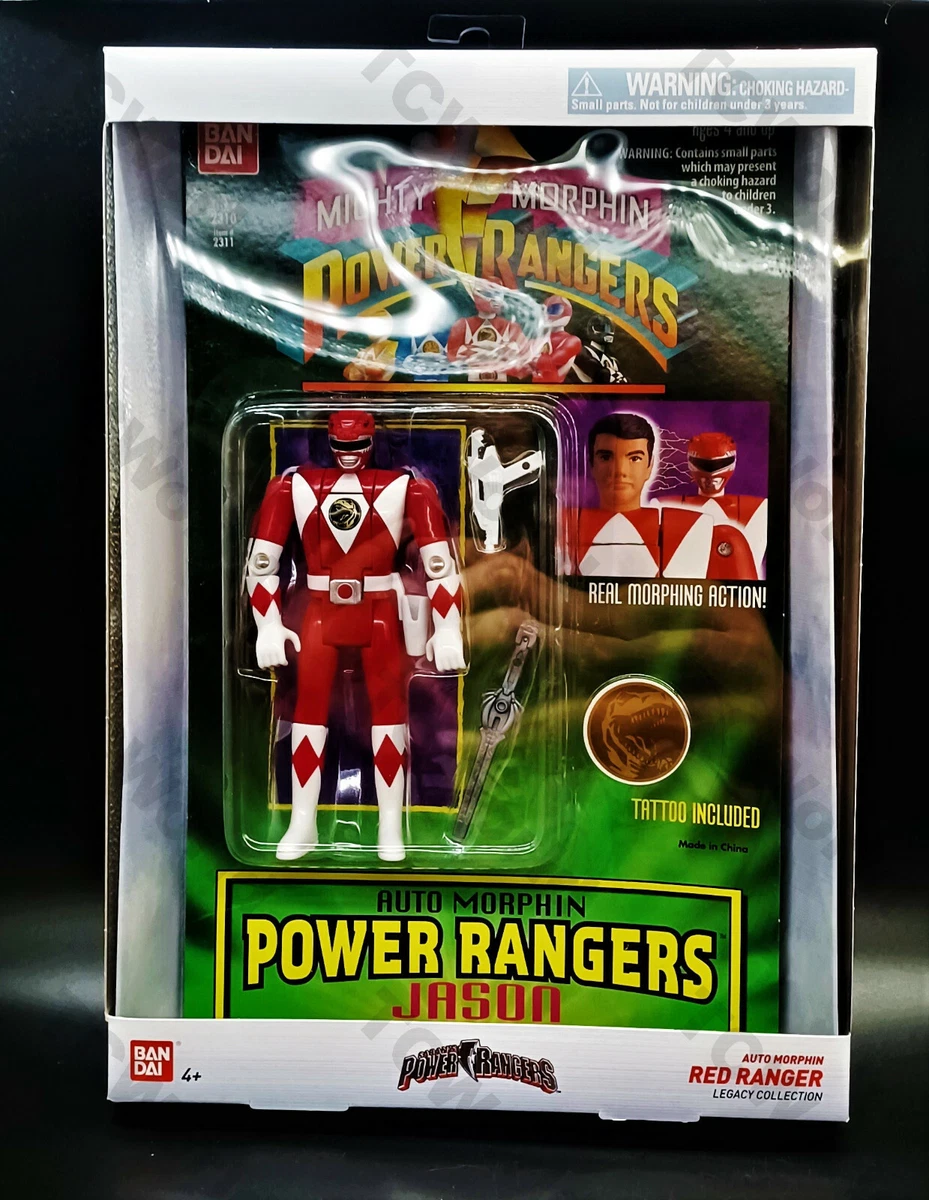 WARNING: CHOKING HAZARD-
Small parts. Not for children under 3 years.
BAN
DAI
ages 4 and up
WARNING: Contains small parts
which may present
a choking hazard
to children
under 3.
2310
Item #
2311
MIGHTY MORPHIN
POWER RANGERS
REAL MORPHING ACTION!
TATTOO INCLUDED
Made in China
AUTO MORPHIN
POWER RANGERS
JASON
BAN
DAI
4+
POWER RANGERS
AUTO MORPHIN
RED RANGER
LEGACY COLLECTION